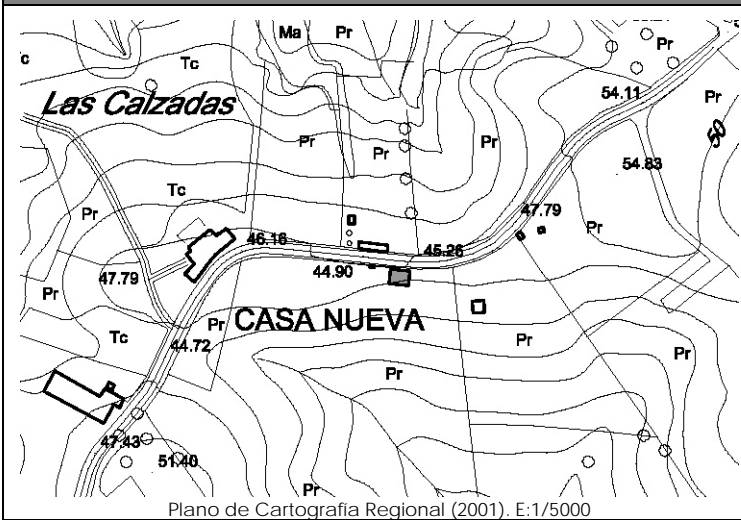 Ma Pr
Pr
54.11
Tc
Pr
Las Calzadas
50
Pr
Pr
Pr
54.83
Tc
Pr
47.79
Pr
46.16
45.26
47.79
44.90
Pr
Pr
CASA NUEVA
Tc
44.72
Pr
Pr
Pr
47.43
51.40
Pr
Plano de Cartografía Regional (2001). E:1/5000